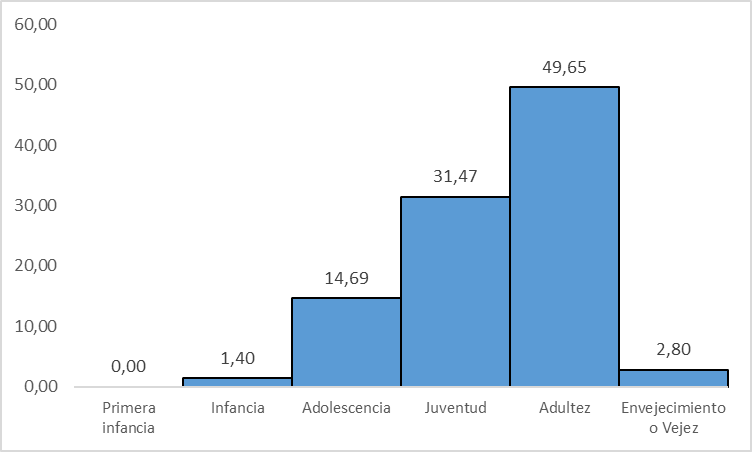 60,00
50,00
40,00
30,00
20,00
10,00
0,00
0,00
1,40
14,69
31,47
49,65
2,80
Primera
infancia
Infancia
Adolescencia
Juventud
Adultez
Envejecimiento
o Vejez